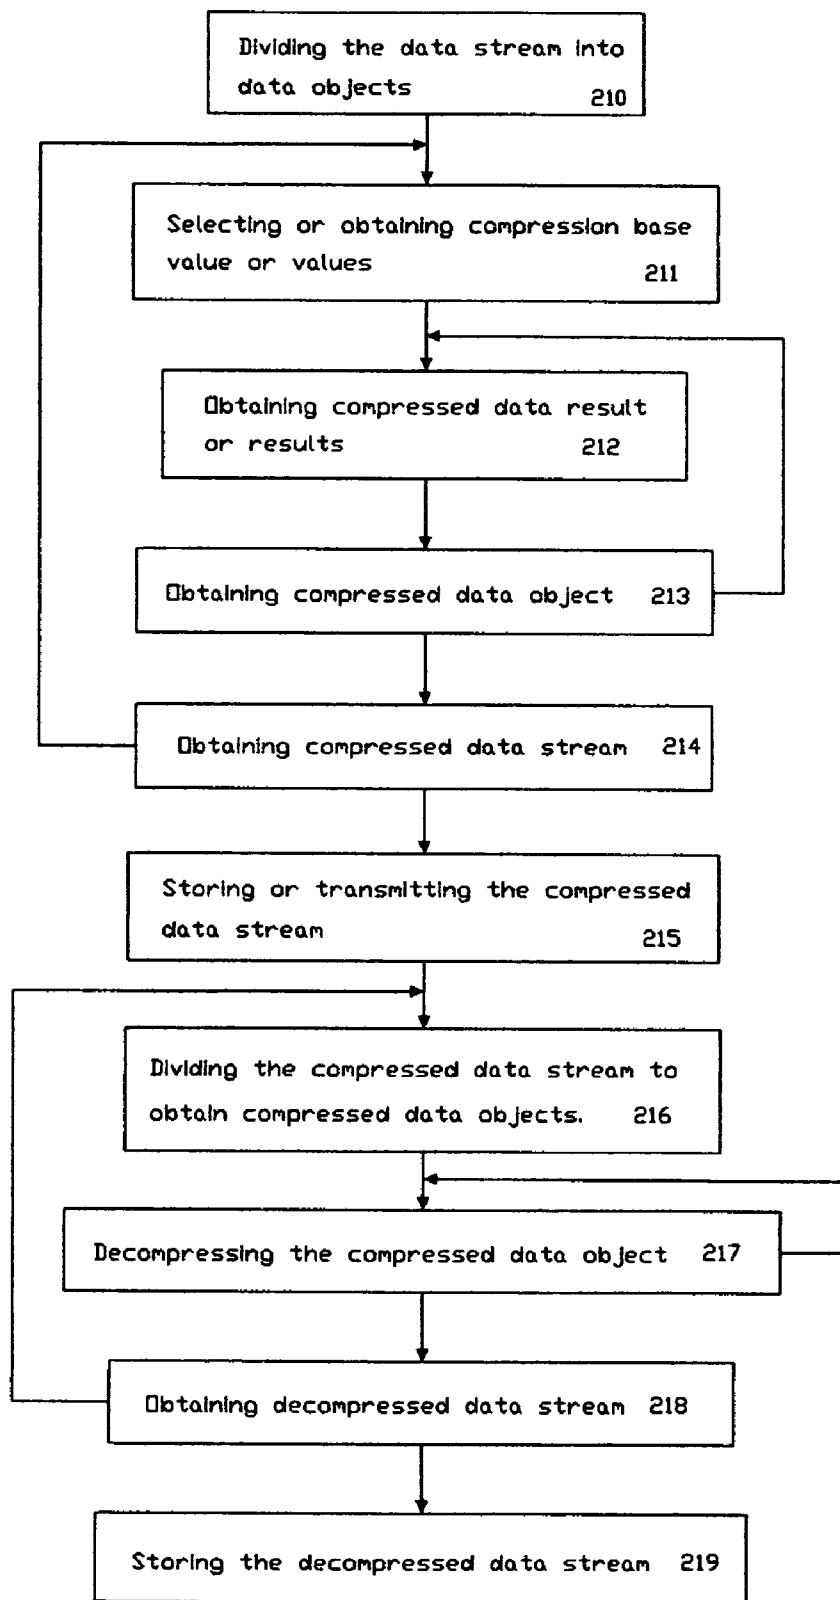 Dividing the data stream into
data objects 210
Selecting or obtaining compression base
value or values 211
Obtaining compressed data result
or results 212
Obtaining compressed data object 213
Obtaining compressed data stream 214
Storing or transmitting the compressed
data stream 215
Dividing the compressed data stream to
obtain compressed data objects. 216
Decompressing the compressed data object 217
Obtaining decompressed data stream 218
Storing the decompressed data stream 219